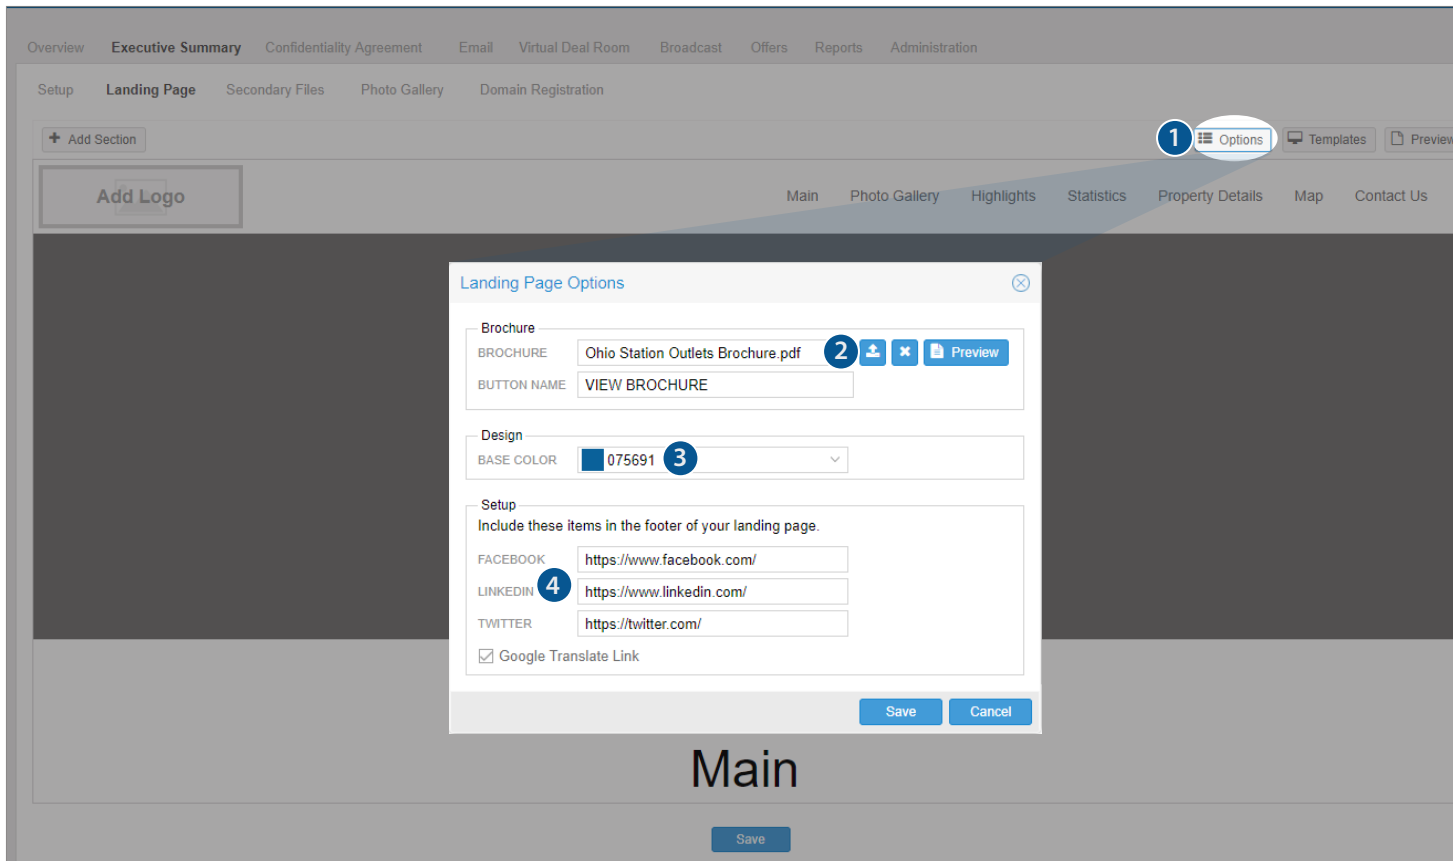 Overview Executive Summary Confidentiality Agreement Email Virtual Deal Room Broadcast Offers Reports Administration
Setup Landing Page Secondary Files Photo Gallery Domain Registration
Add Section 1 Options Templates Preview
Add Logo Main Photo Gallery Highlights Statistics Property Details Map Contact Us
Landing Page Options
Brochure
BROCHURE Ohio Station Outlets Brochure.pdf 2 Preview
BUTTON NAME VIEW BROCHURE
Design
BASE COLOR 075691 3
Setup
Include these items in the footer of your landing page.
FACEBOOK https://www.facebook.com/
LINKEDIN 4 https://www.linkedin.com/
TWITTER https://twitter.com/
Google Translate Link
Save Cancel
Main
Save